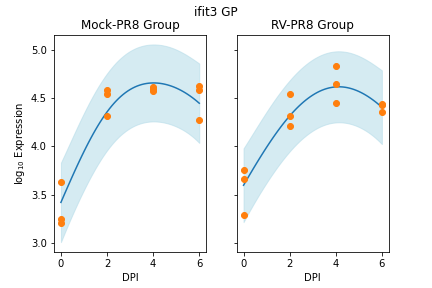 ifit3 GP
Mock-PR8 Group
RV-PR8 Group
5.0
4.5
4.0
3.5
3.0
log₁₀ Expression
0 2 4 6
0 2 4 6
DPI
DPI